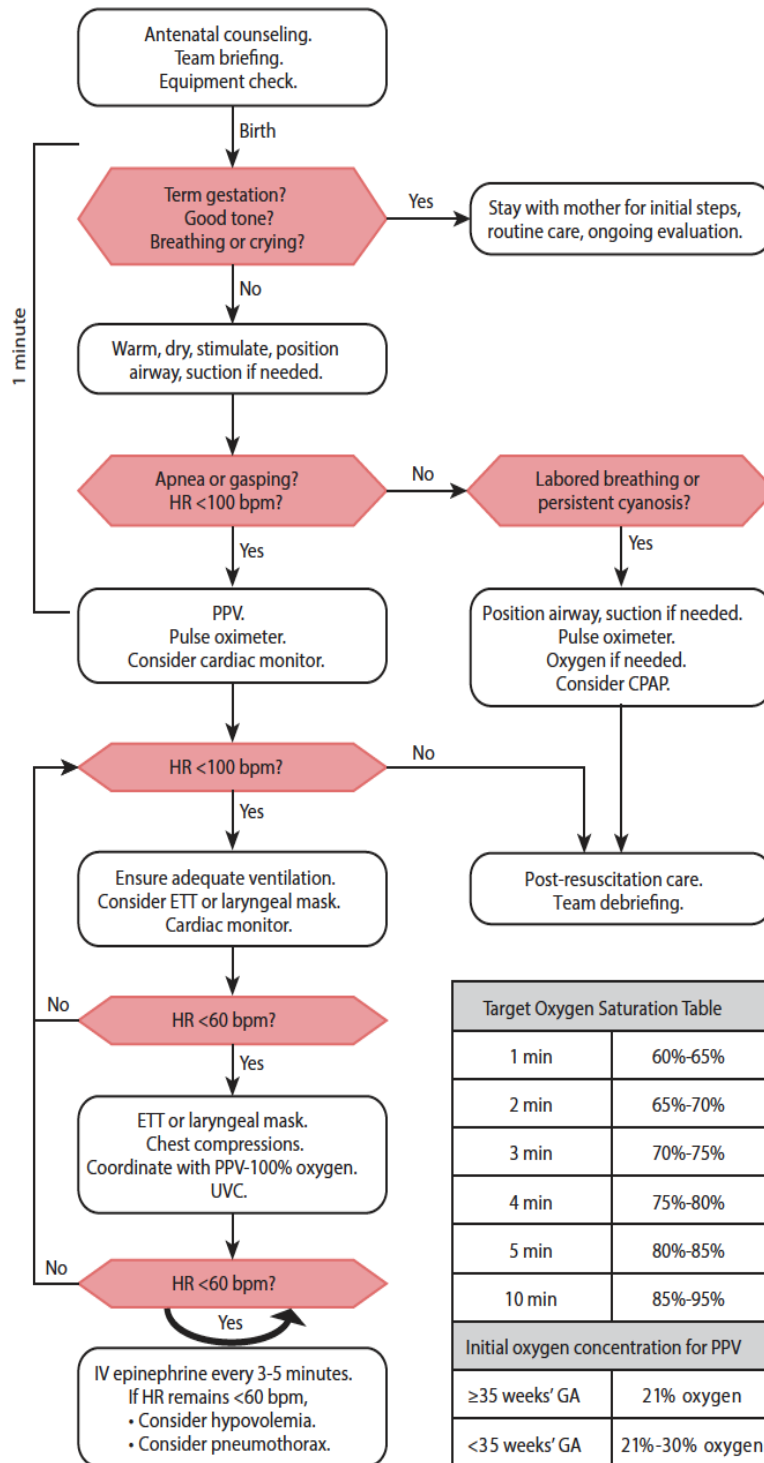 Antenatal counseling.
Team briefing.
Equipment check.
Birth
1 minute
Term gestation?
Good tone?
Breathing or crying?
Yes
Stay with mother for initial steps,
routine care, ongoing evaluation.
No
Warm, dry, stimulate, position
airway, suction if needed.
Apnea or gasping?
HR <100 bpm?
No
Labored breathing or
persistent cyanosis?
Yes
Yes
PPV.
Pulse oximeter.
Consider cardiac monitor.
Position airway, suction if needed.
Pulse oximeter.
Oxygen if needed.
Consider CPAP.
HR <100 bpm?
No
Yes
Ensure adequate ventilation.
Consider ETT or laryngeal mask.
Cardiac monitor.
Post-resuscitation care.
Team debriefing.
No
HR <60 bpm?
Yes
ETT or laryngeal mask.
Chest compressions.
Coordinate with PPV-100% oxygen.
UVC.
No
HR <60 bpm?
Yes
IV epinephrine every 3-5 minutes.
If HR remains <60 bpm,
• Consider hypovolemia.
• Consider pneumothorax.
Target Oxygen Saturation Table
1 min 60%-65%
2 min 65%-70%
3 min 70%-75%
4 min 75%-80%
5 min 80%-85%
10 min 85%-95%
Initial oxygen concentration for PPV
≥35 weeks' GA 21% oxygen
<35 weeks' GA 21%-30% oxygen